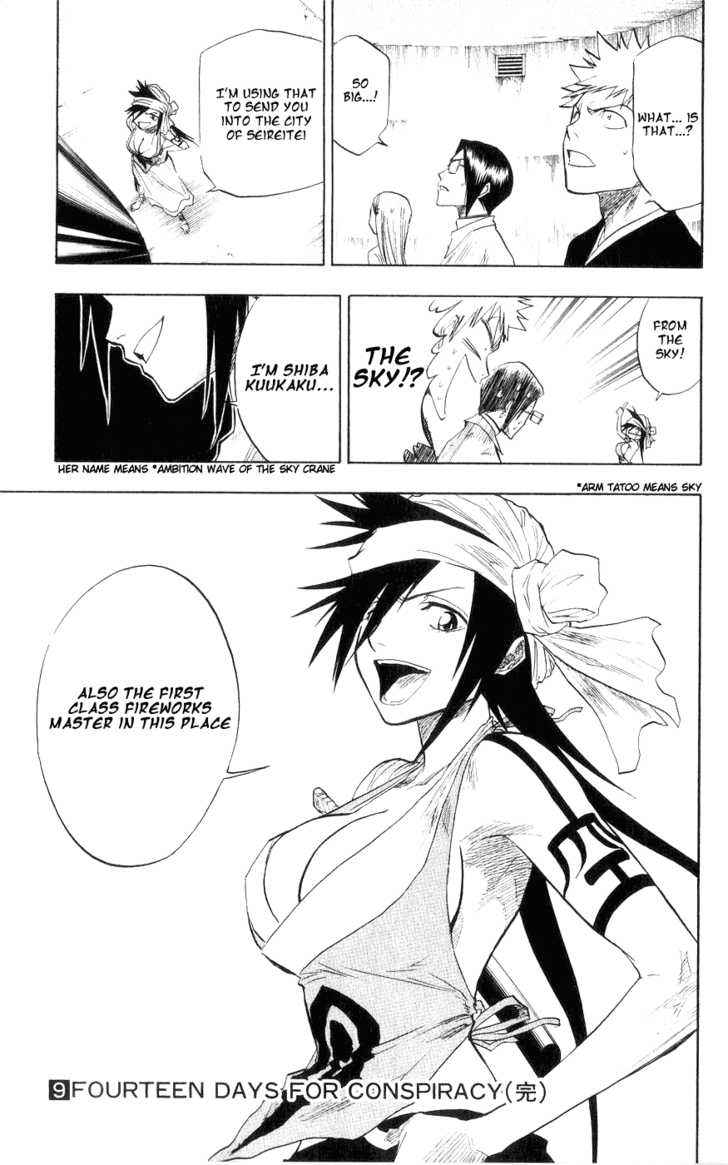 WHAT... IS
THAT...?
SO
BIG...!
I'M USING THAT
TO SEND YOU
INTO THE CITY
OF SEIREITEI
FROM
THE
SKY!
THE
SKY!?
I'M SHIBA
KUUKAKU...
HER NAME MEANS *AMBITION WAVE OF THE SKY CRANE
*ARM TATOO MEANS SKY
ALSO THE FIRST
CLASS FIREWORKS
MASTER IN THIS PLACE
9 FOURTEEN DAYS FOR CONSPIRACY(完)